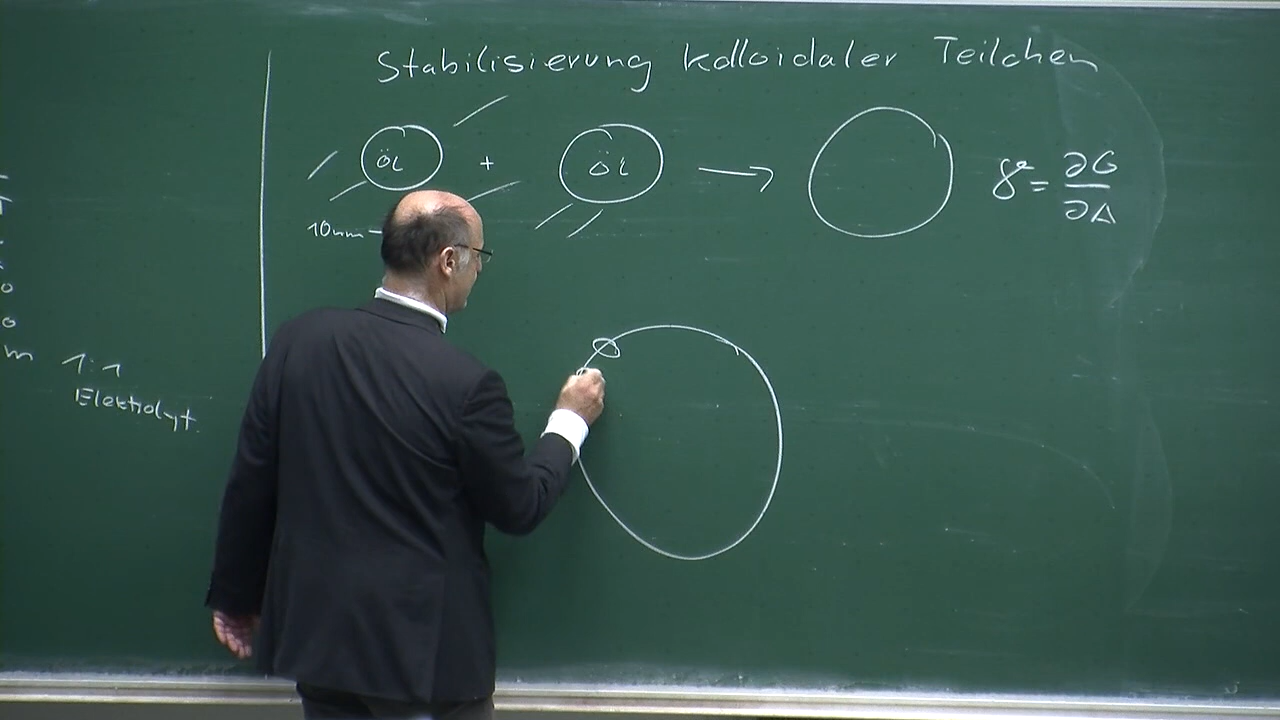 Stabilisierung kolloidaler Teilchen
öl + öl → γ = ∂G/∂A
10nm
o
o
m
1:1
Elektrolyt